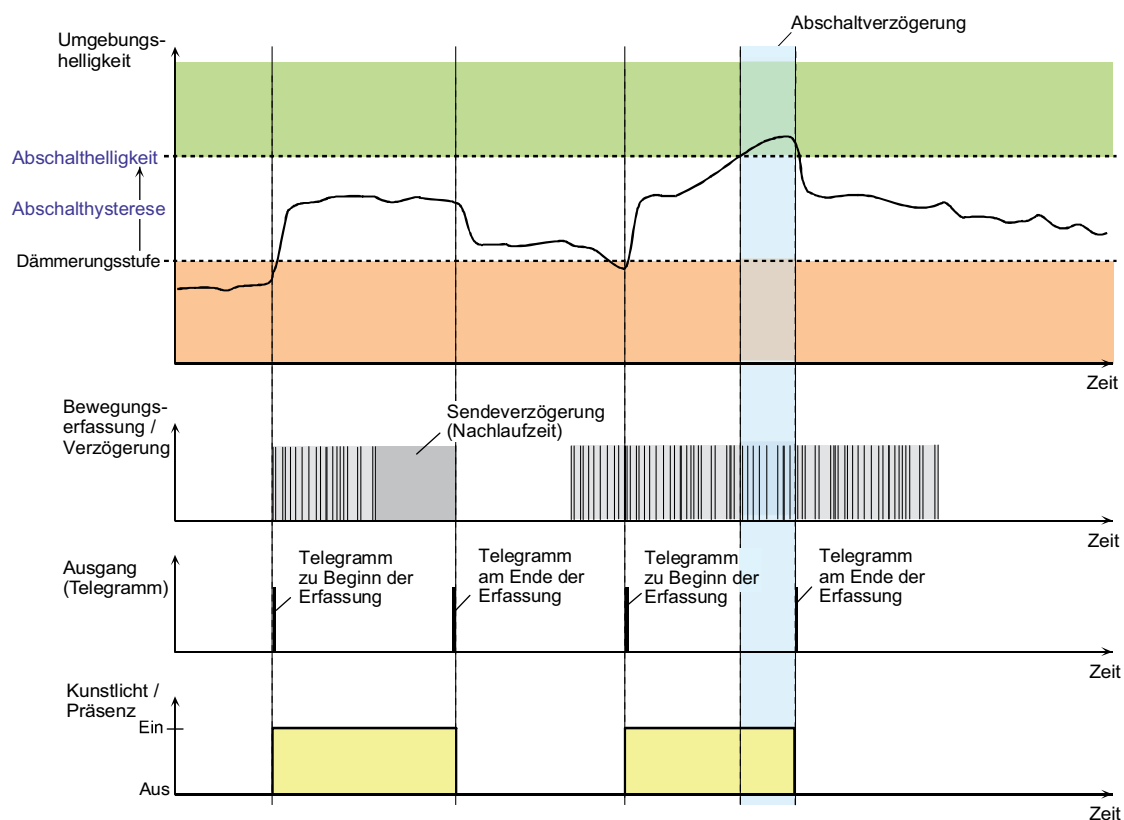 Abschaltverzögerung
Umgebungs-
helligkeit
Abschalthelligkeit
Abschalthysterese
Dämmerungsstufe
Zeit
Bewegungs-
erfassung /
Verzögerung
Sendeverzögerung
(Nachlaufzeit)
Zeit
Ausgang
(Telegramm)
Telegramm
zu Beginn der
Erfassung
Telegramm
am Ende der
Erfassung
Telegramm
zu Beginn der
Erfassung
Telegramm
am Ende der
Erfassung
Zeit
Kunstlicht /
Präsenz
Ein
Aus
Zeit